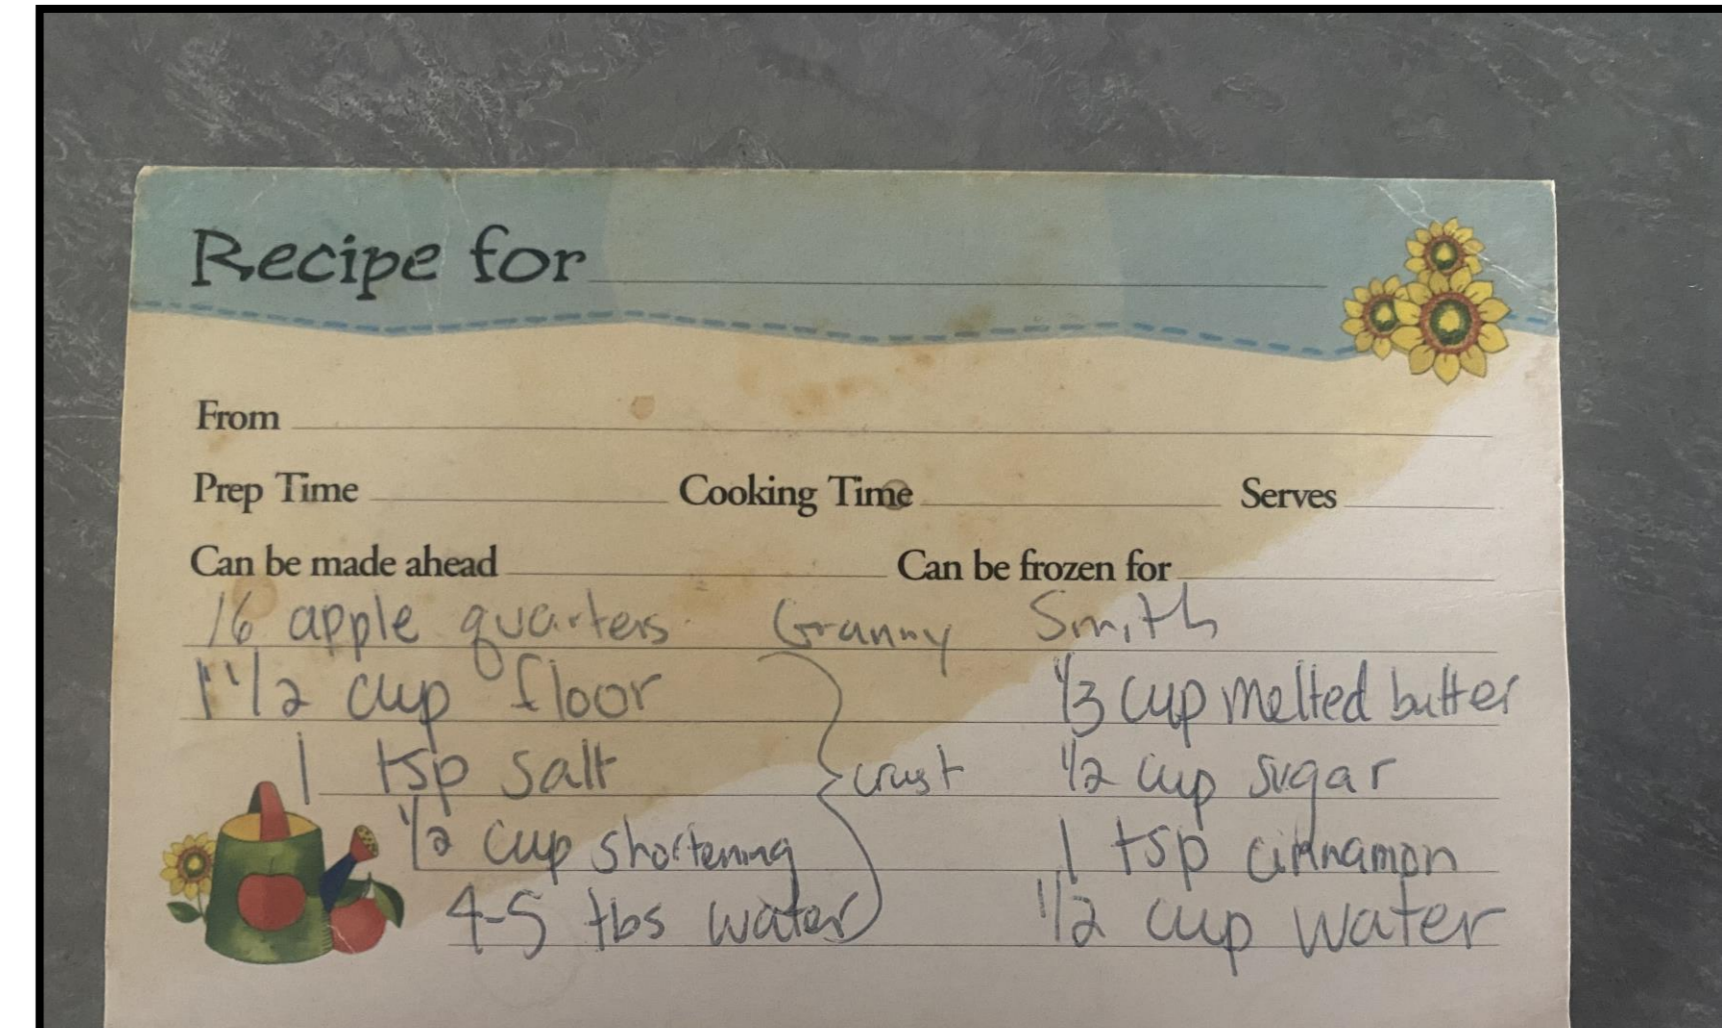 Recipe for
From
Prep Time Cooking Time Serves
Can be made ahead Can be frozen for
16 apple quarters Granny Smith
1 1/2 cup floor 1/3 cup melted butter
1 tsp salt crust 1/2 cup sugar
1/2 cup shortening 1 tsp cinnamon
4-5 tbs water 1/2 cup water